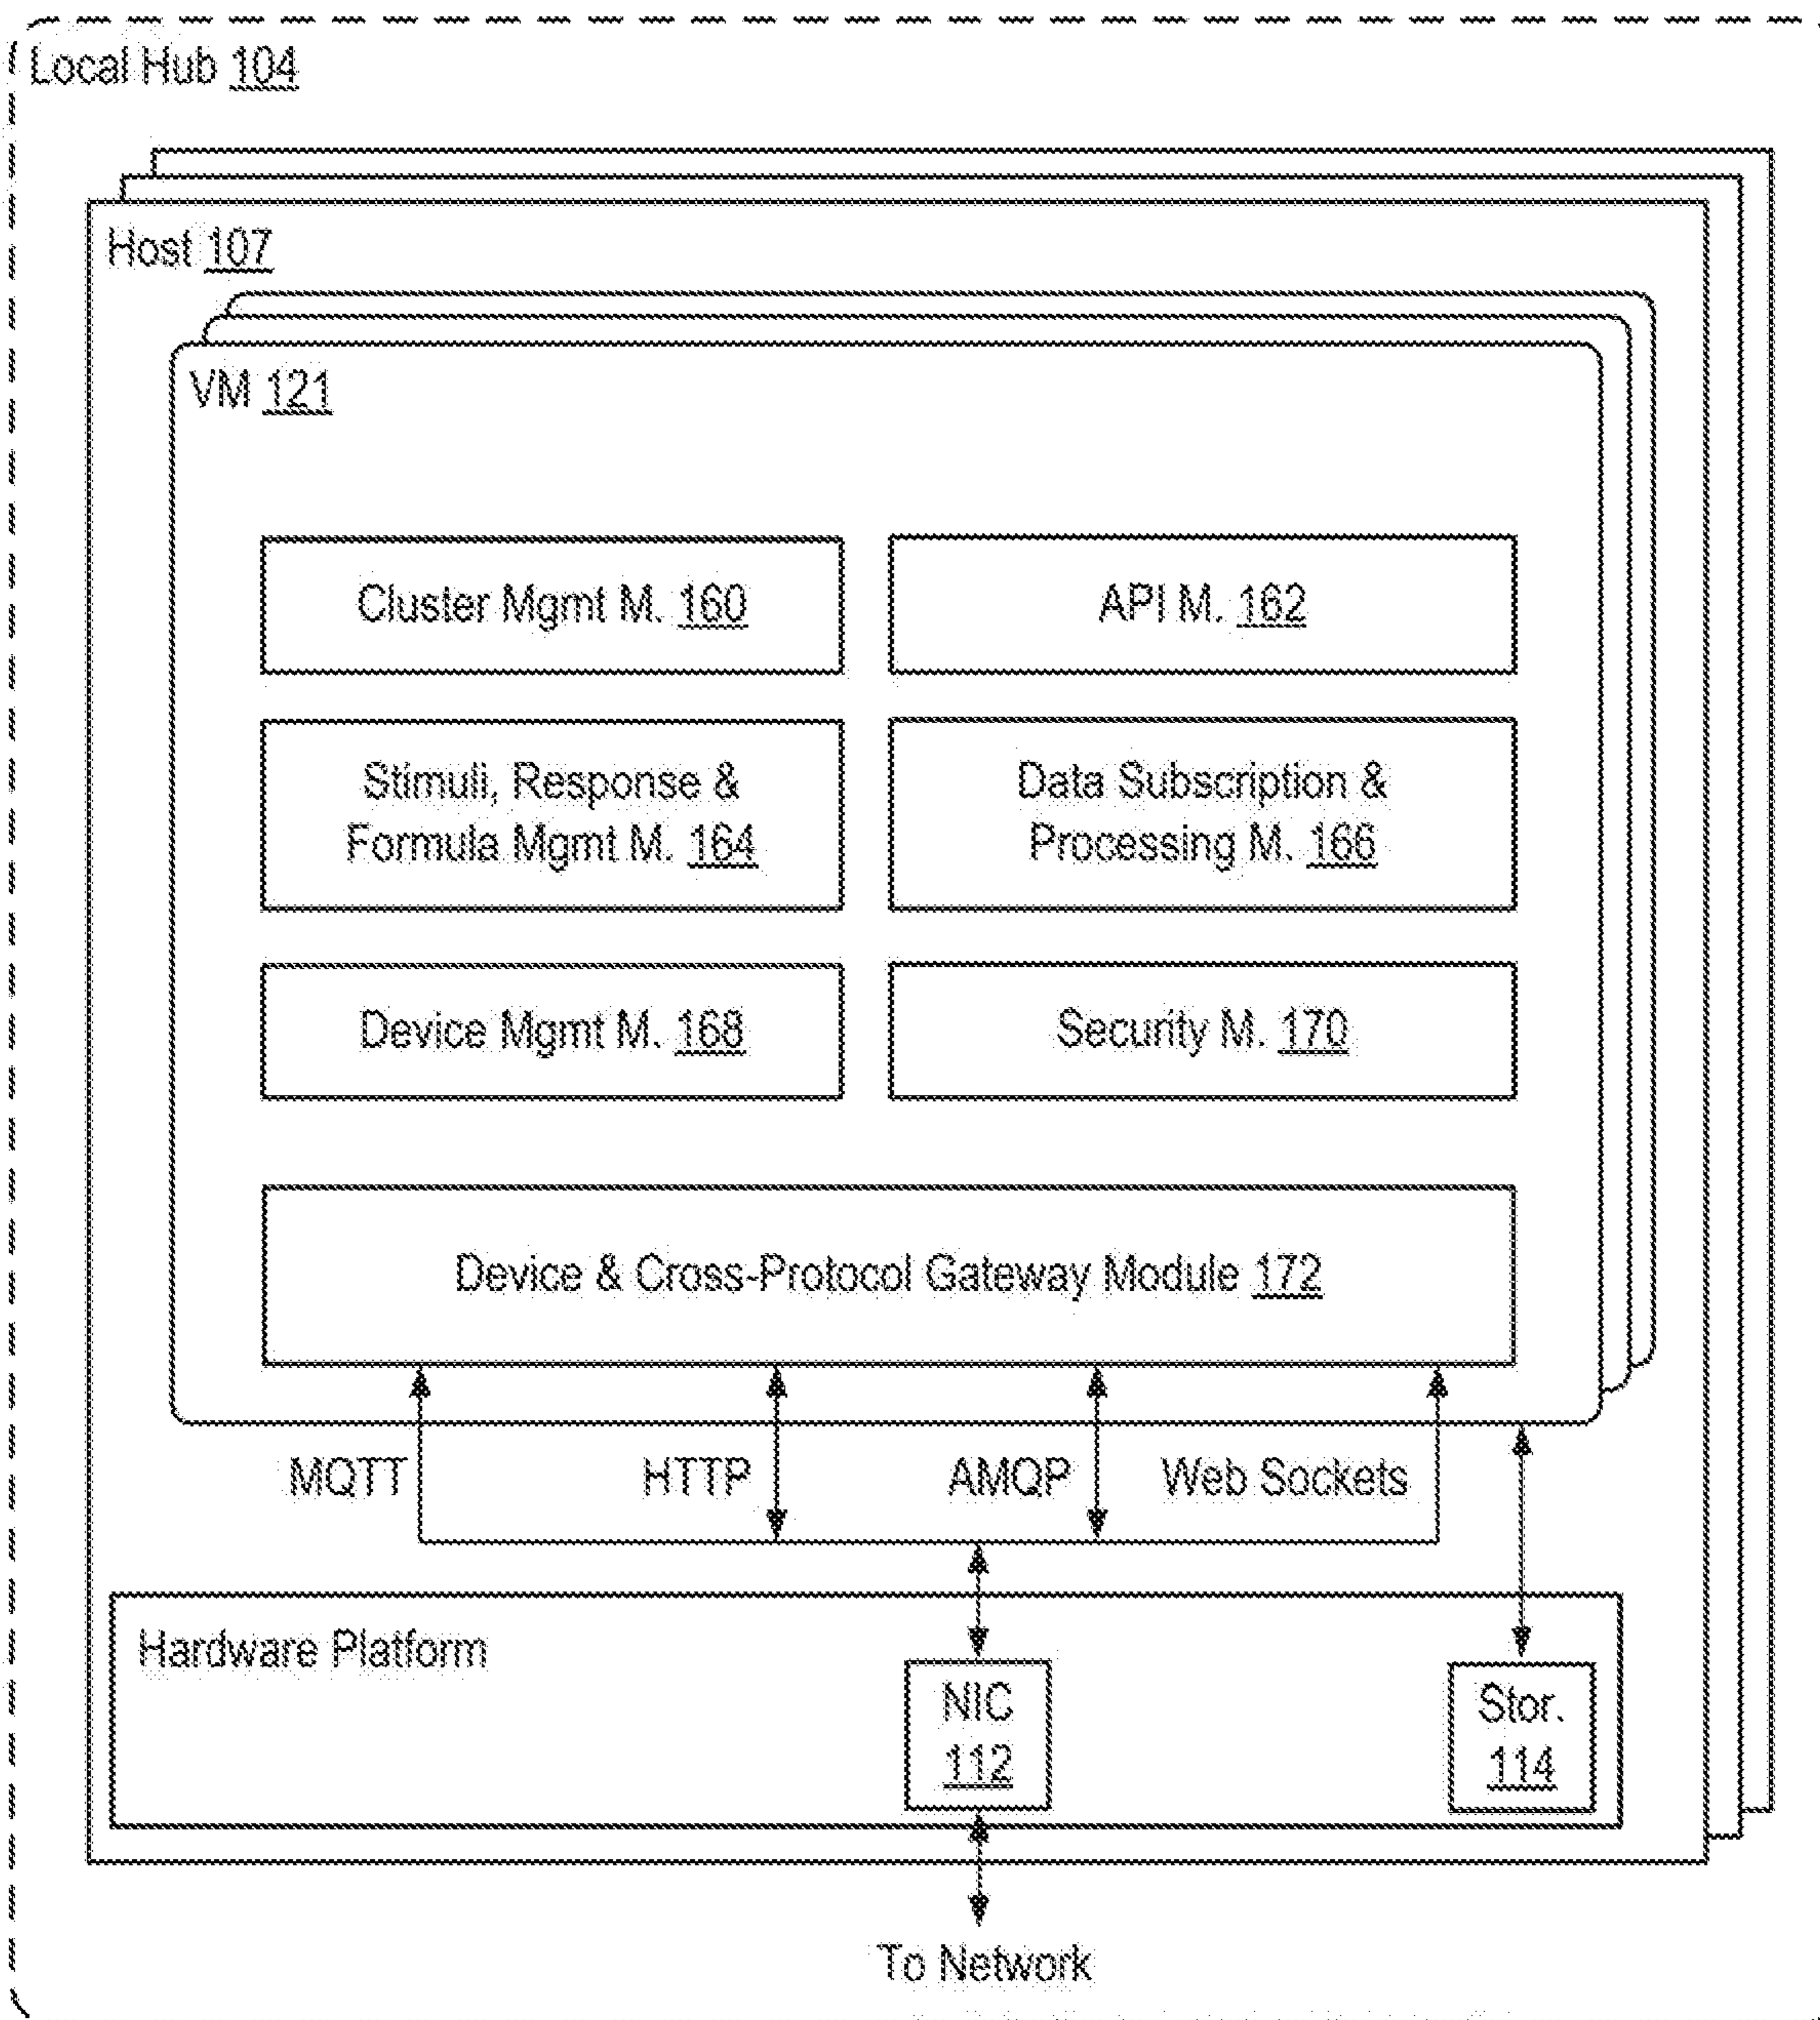 Local Hub 104
Host 107
VM 121
Cluster Mgmt M. 160
API M. 162
Stimuli, Response &
Formula Mgmt M. 164
Data Subscription &
Processing M. 166
Device Mgmt M. 168
Security M. 170
Device & Cross-Protocol Gateway Module 172
MQTT
HTTP
AMQP
Web Sockets
Hardware Platform
NIC
112
Stor.
114
To Network